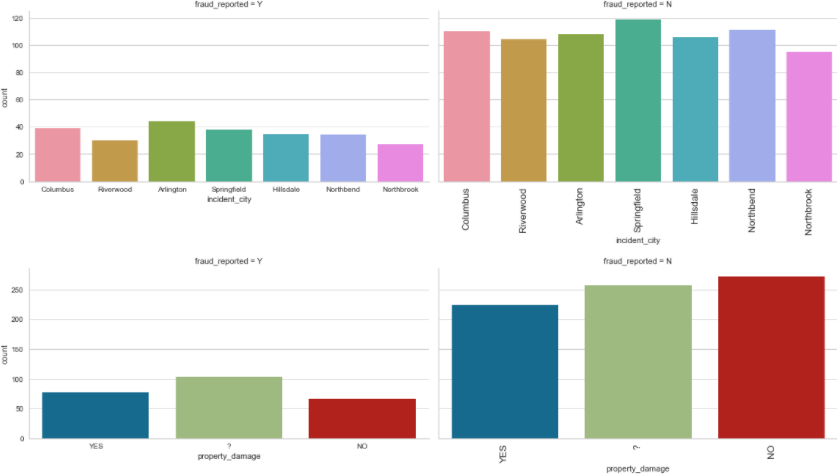 fraud_reported = Y
fraud_reported = N
120
100
80
60
40
20
0
count
Columbus Riverwood Arlington Springfield Hillsdale Northbend Northbrook
incident_city
Columbus Riverwood Arlington Springfield Hillsdale Northbend Northbrook
incident_city
fraud_reported = Y
fraud_reported = N
250
200
150
100
50
0
count
YES ? NO
property_damage
YES ? NO
property_damage